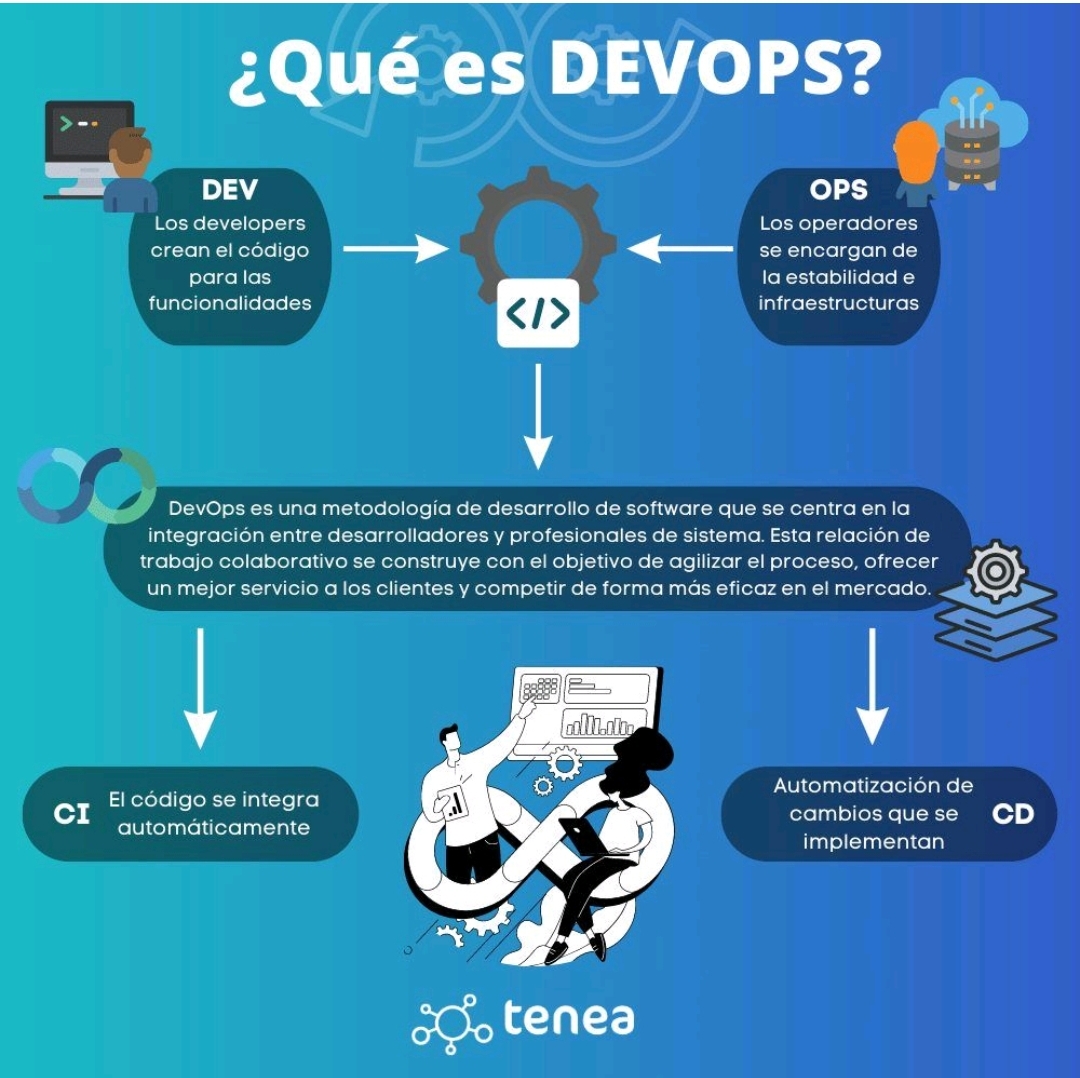 ¿Qué es DEVOPS?
DEV
Los developers
crean el código
para las
funcionalidades
</>
OPS
Los operadores
se encargan de
la estabilidad e
infraestructuras
DevOps es una metodología de desarrollo de software que se centra en la
integración entre desarrolladores y profesionales de sistema. Esta relación de
trabajo colaborativo se construye con el objetivo de agilizar el proceso, ofrecer
un mejor servicio a los clientes y competir de forma más eficaz en el mercado.
CI
El código se integra
automáticamente
Automatización de
cambios que se
implementan
CD
tenea